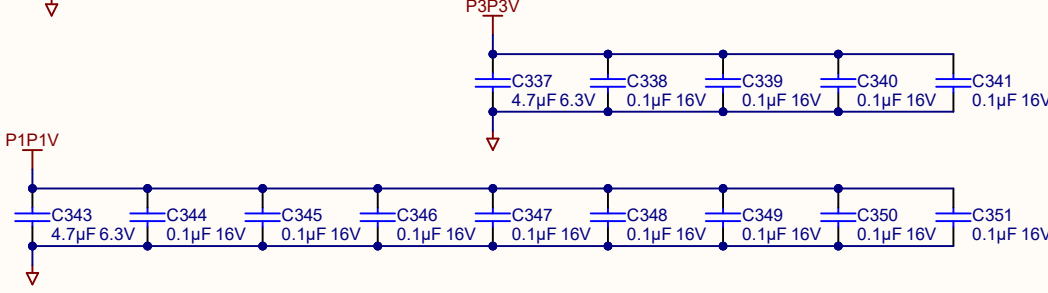 P3P3V
C337 C338 C339 C340 C341
4.7µF 6.3V 0.1µF 16V 0.1µF 16V 0.1µF 16V 0.1µF 16V
P1P1V
C343 C344 C345 C346 C347 C348 C349 C350 C351
4.7µF 6.3V 0.1µF 16V 0.1µF 16V 0.1µF 16V 0.1µF 16V 0.1µF 16V 0.1µF 16V 0.1µF 16V 0.1µF 16V